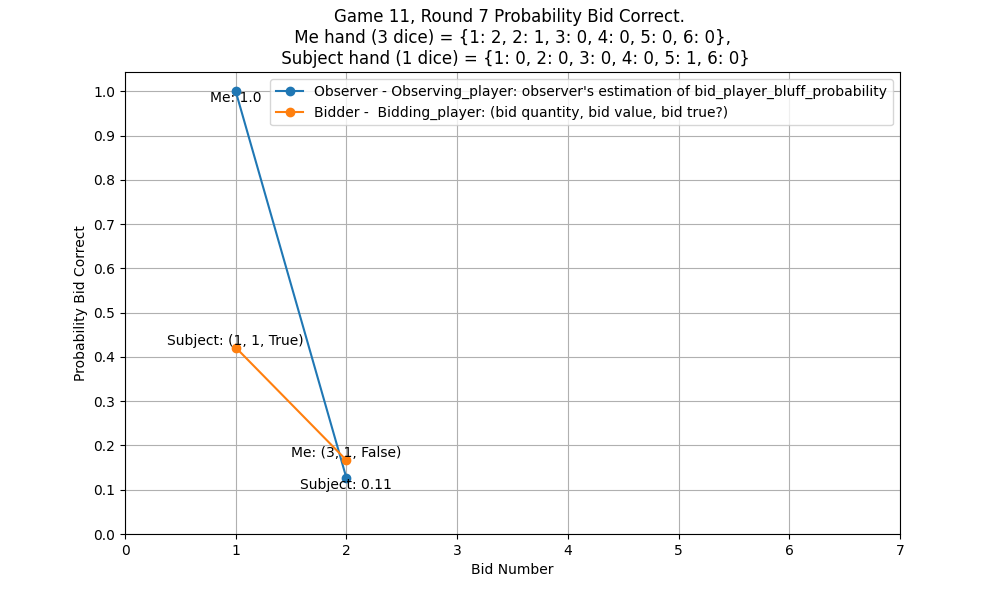 Game 11, Round 7 Probability Bid Correct.
Me hand (3 dice) = {1: 2, 2: 1, 3: 0, 4: 0, 5: 0, 6: 0},
Subject hand (1 dice) = {1: 0, 2: 0, 3: 0, 4: 0, 5: 1, 6: 0}
Observer - Observing_player: observer's estimation of bid_player_bluff_probability
Bidder -  Bidding_player: (bid quantity, bid value, bid true?)
Me: 1.0
Subject: (1, 1, True)
Me: (3, 1, False)
Subject: 0.11
Probability Bid Correct
1.0
0.9
0.8
0.7
0.6
0.5
0.4
0.3
0.2
0.1
0.0
0 1 2 3 4 5 6 7
Bid Number